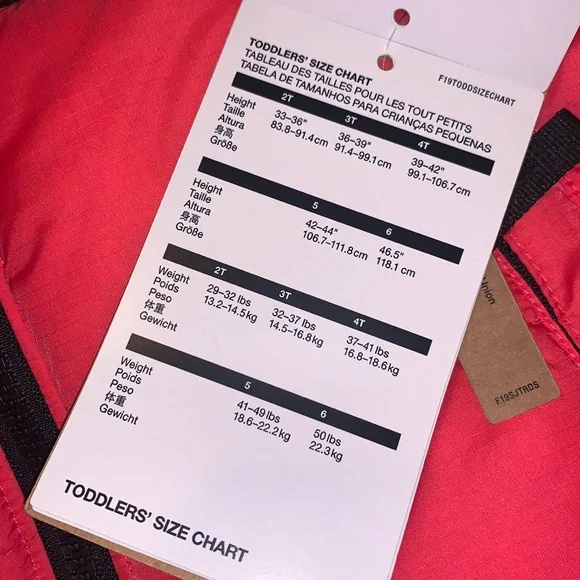 F19TODDSIZECHART
TODDLERS' SIZE CHART
TABLEAU DES TAILLES POUR LES TOUT PETITS
TABELA DE TAMANHOS PARA CRIANÇAS PEQUENAS
2T 3T 4T
Height 33–36" 36–39" 39–42"
Taille 83.8–91.4cm 91.4–99.1cm 99.1–106.7cm
Altura
身高
Größe
5 6
Height 42–44" 46.5"
Taille 106.7–111.8cm 118.1cm
Altura
身高
Größe
2T 3T 4T
Weight 29–32 lbs 32–37 lbs 37–41 lbs
Poids 13.2–14.5kg 14.5–16.8kg 16.8–18.6kg
Peso
体重
Gewicht
5 6
Weight 41–49 lbs 50 lbs
Poids 18.6–22.2kg 22.3kg
Peso
体重
Gewicht
TODDLERS' SIZE CHART
Union
F19SJTRDS